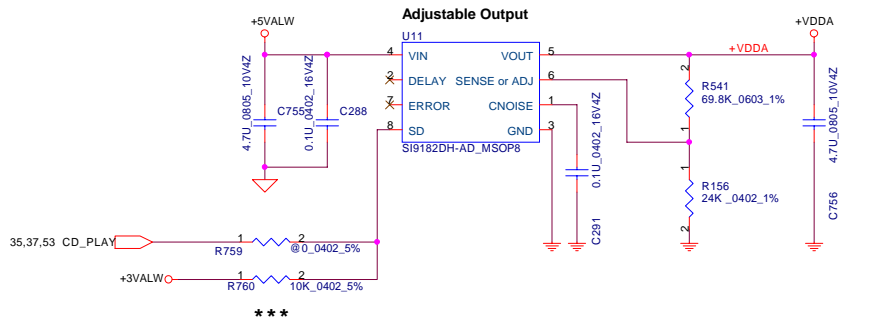 Adjustable Output
+5VALW
+VDDA
U11
4 VIN VOUT 5 +VDDA
2 DELAY SENSE or ADJ 6
7 ERROR CNOISE 1
8 SD GND 3
SI9182DH-AD_MSOP8
C755
4.7U_0805_10V4Z
C288
0.1U_0402_16V4Z
C291
0.1U_0402_16V4Z
2
R541
69.8K_0603_1%
1
1
R156
24K _0402_1%
2
4.7U_0805_10V4Z
C756
35,37,53 CD_PLAY 1 2
R759 @0_0402_5%
+3VALW 1 2
R760 10K_0402_5%
***